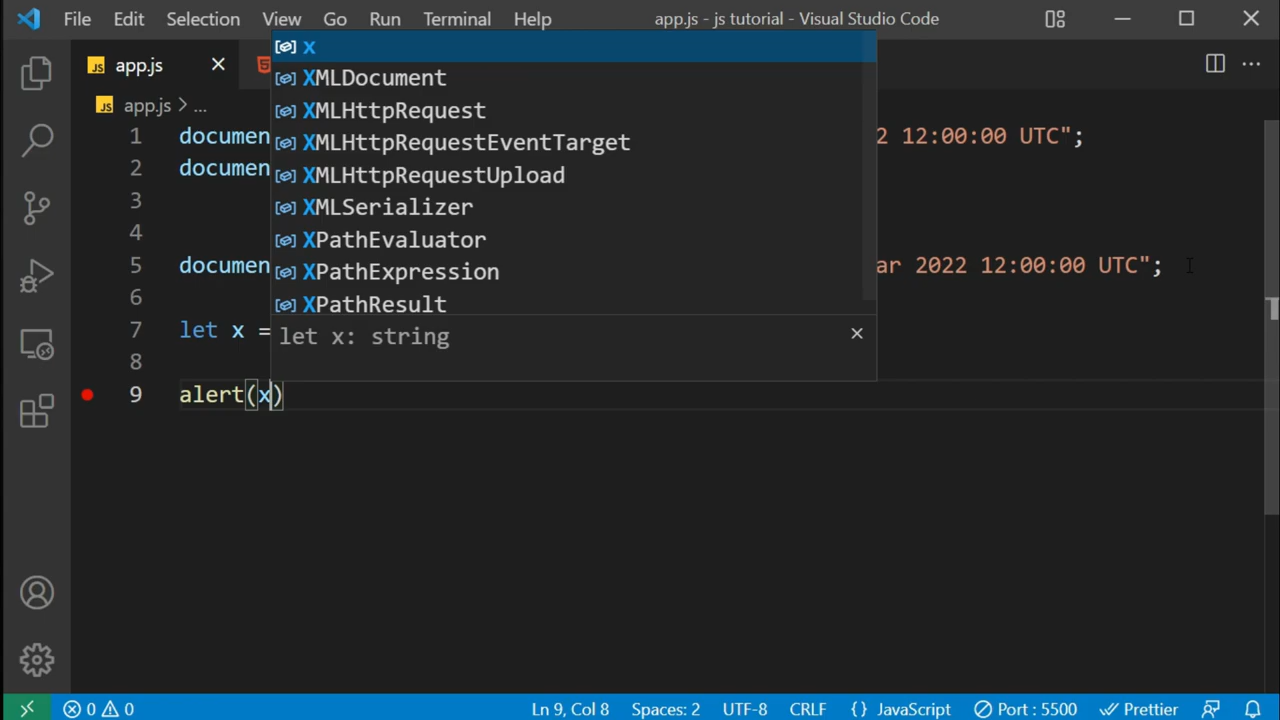 File Edit Selection View Go Run Terminal Help app.js - js tutorial - Visual Studio Code
JS app.js
JS app.js > ...
1 documen 2 12:00:00 UTC";
2 documen
3
4
5 documen ar 2022 12:00:00 UTC";
6
7 let x =
8
9 alert(x)
x
XMLDocument
XMLHttpRequest
XMLHttpRequestEventTarget
XMLHttpRequestUpload
XMLSerializer
XPathEvaluator
XPathExpression
XPathResult
let x: string
0 0 Ln 9, Col 8 Spaces: 2 UTF-8 CRLF {} JavaScript Port : 5500 Prettier